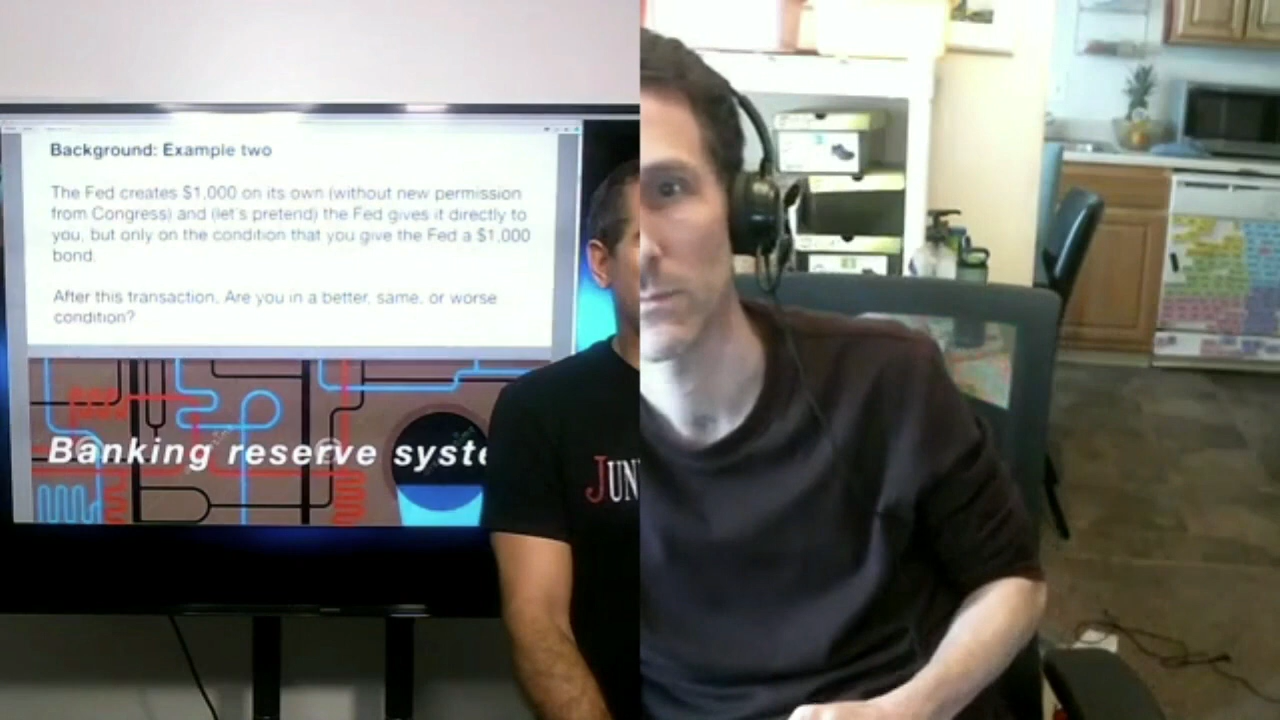 Background: Example two
The Fed creates $1,000 on its own (without new permission
from Congress) and (let's pretend) the Fed gives it directly to
you, but only on the condition that you give the Fed a $1,000
bond.
After this transaction. Are you in a better, same, or worse
condition?
Banking reserve syste
JUN